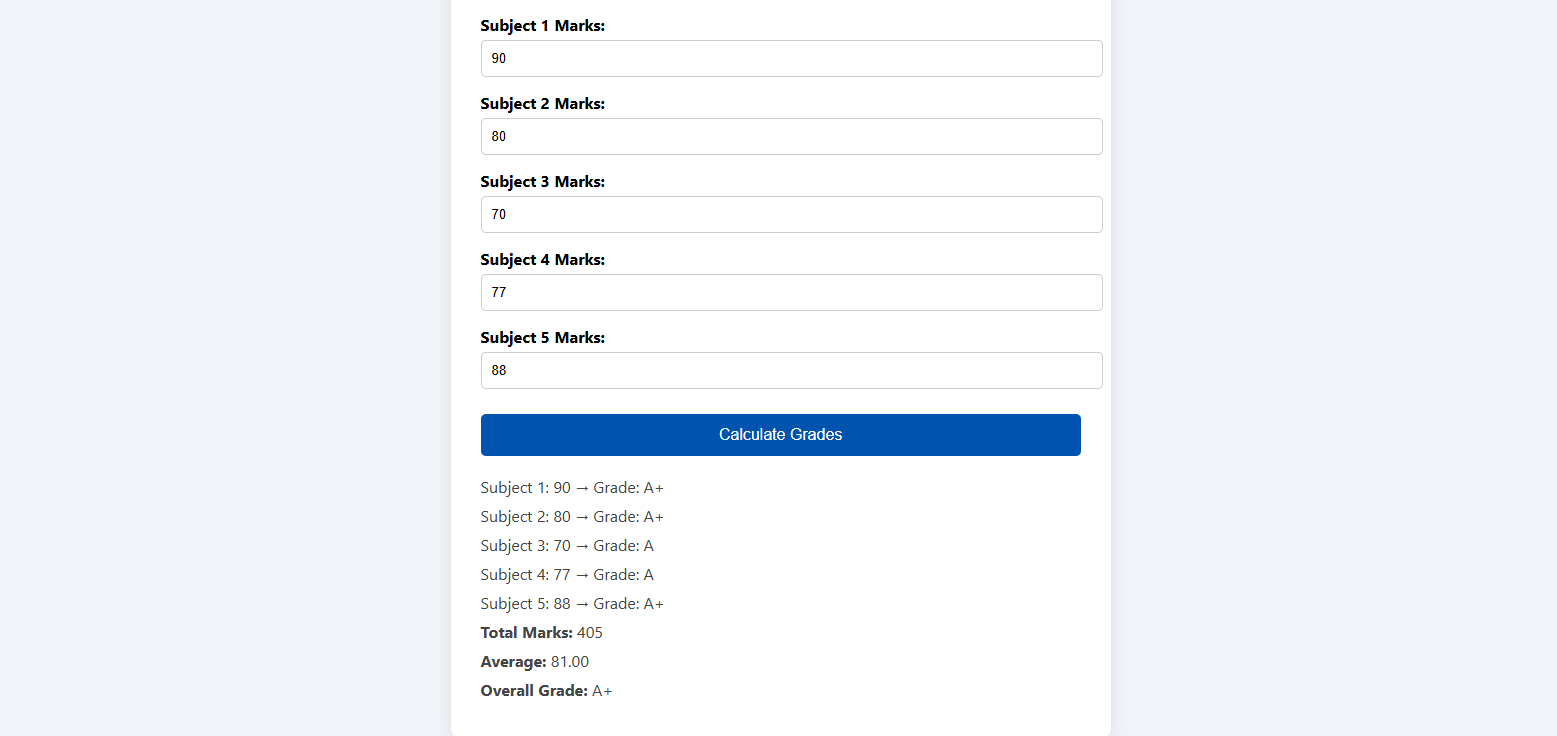 Subject 1 Marks:
90
Subject 2 Marks:
80
Subject 3 Marks:
70
Subject 4 Marks:
77
Subject 5 Marks:
88
Calculate Grades
Subject 1: 90 → Grade: A+
Subject 2: 80 → Grade: A+
Subject 3: 70 → Grade: A
Subject 4: 77 → Grade: A
Subject 5: 88 → Grade: A+
Total Marks: 405
Average: 81.00
Overall Grade: A+